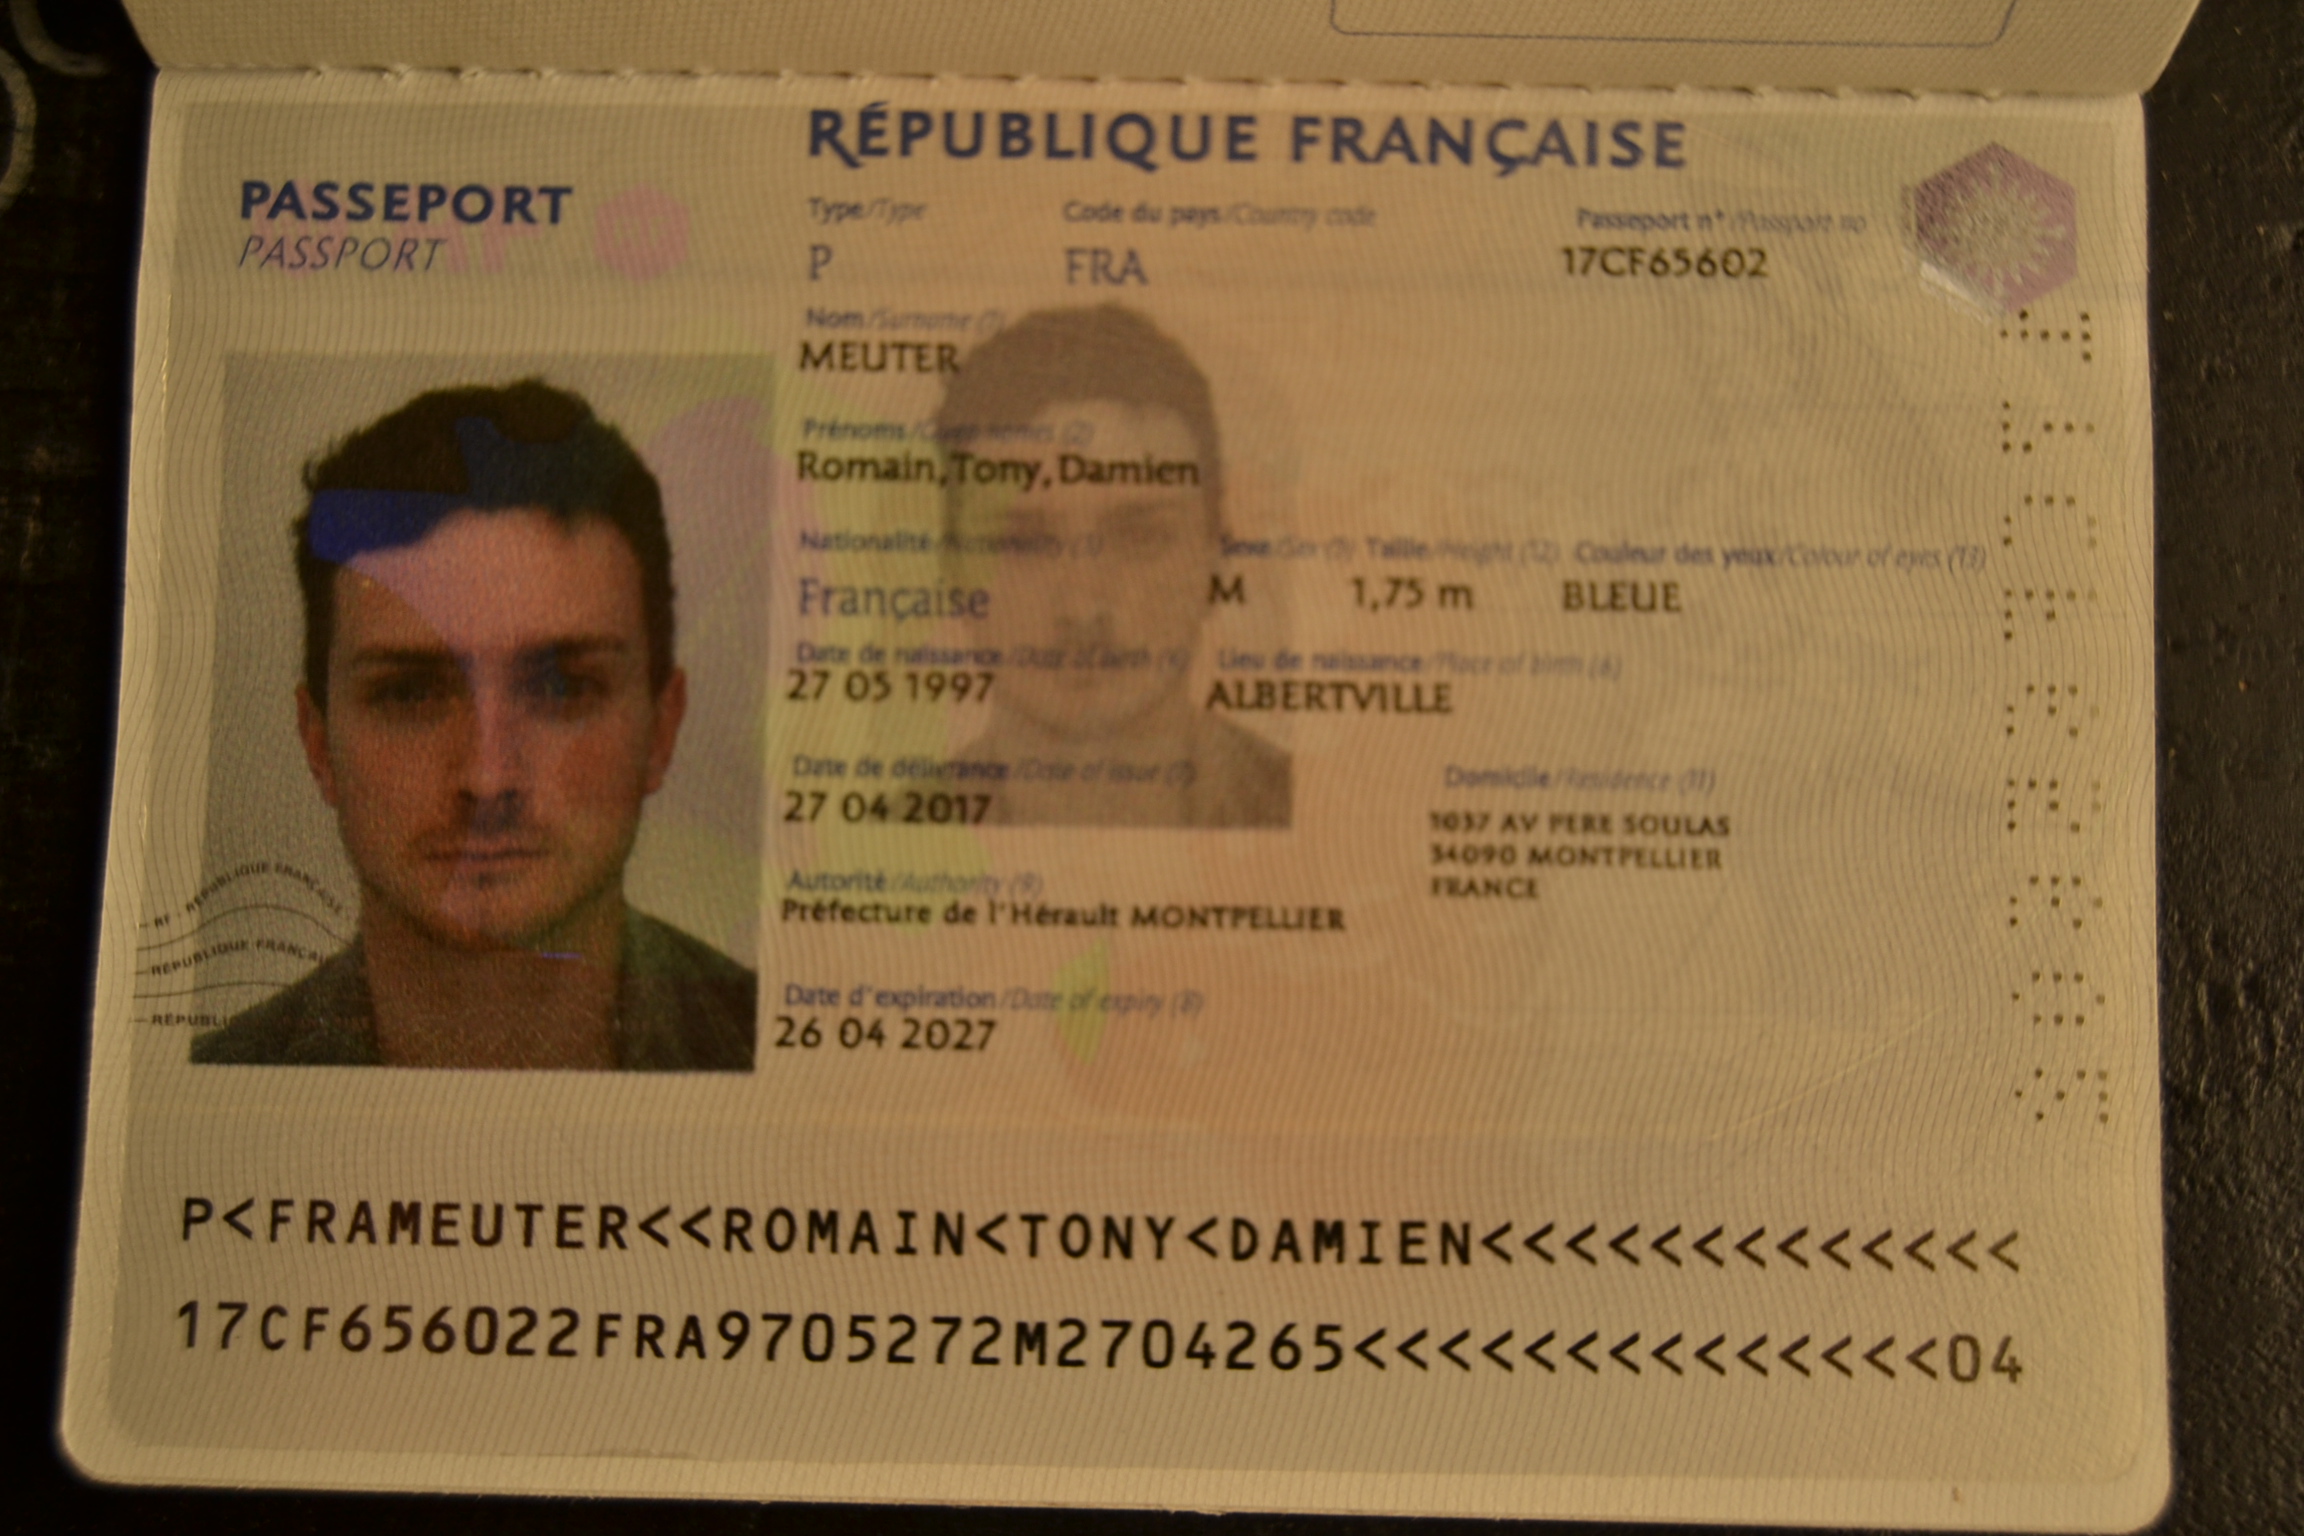 RÉPUBLIQUE FRANÇAISE
PASSEPORT
PASSPORT
Type/Type Code du pays/Country code Passeport n°/Passport no
P FRA 17CF65602
Nom/Surname (1)
MEUTER
Prénoms/Given names (2)
Romain, Tony, Damien
Nationalité/Nationality (3) Sexe/Sex (5) Taille/Height (12) Couleur des yeux/Colour of eyes (13)
Française M 1,75 m BLEUE
Date de naissance/Date of birth (4) Lieu de naissance/Place of birth (6)
27 05 1997 ALBERTVILLE
Date de délivrance/Date of issue (7) Domicile/Residence (11)
27 04 2017 1037 AV PERE SOULAS
34090 MONTPELLIER
FRANCE
Autorité/Authority (9)
Préfecture de l'Hérault MONTPELLIER
Date d'expiration/Date of expiry (8)
26 04 2027
RF - RÉPUBLIQUE FRANÇAISE
RÉPUBLIQUE FRANÇAI
RÉPUBLI
P<FRAMEUTER<<ROMAIN<TONY<DAMIEN<<<<<<<<<<<<<
17CF656022FRA9705272M2704265<<<<<<<<<<<<<<04